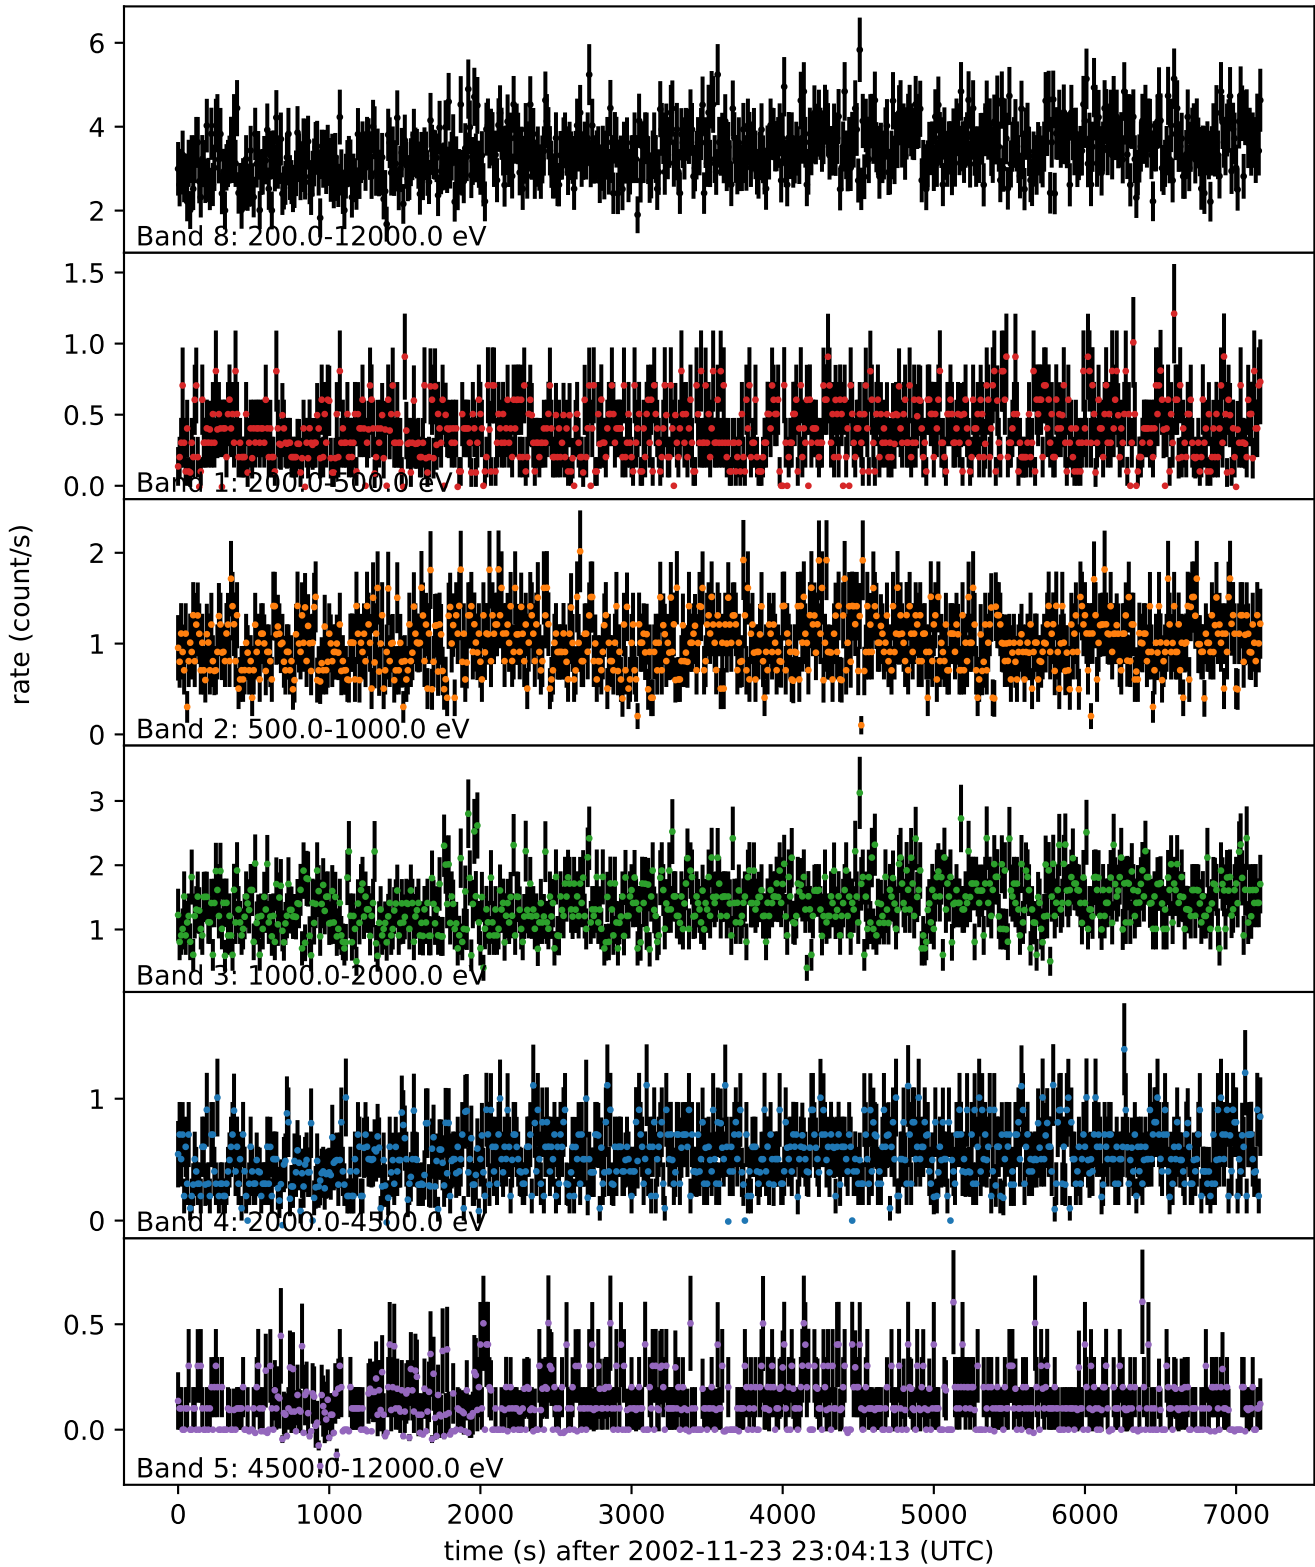 6
4
2
Band 8: 200.0-12000.0 eV
1.5
1.0
0.5
0.0
Band 1: 200.0-500.0 eV
2
1
0
Band 2: 500.0-1000.0 eV
rate (count/s)
3
2
1
Band 3: 1000.0-2000.0 eV
1
0
Band 4: 2000.0-4500.0 eV
0.5
0.0
Band 5: 4500.0-12000.0 eV
0 1000 2000 3000 4000 5000 6000 7000
time (s) after 2002-11-23 23:04:13 (UTC)